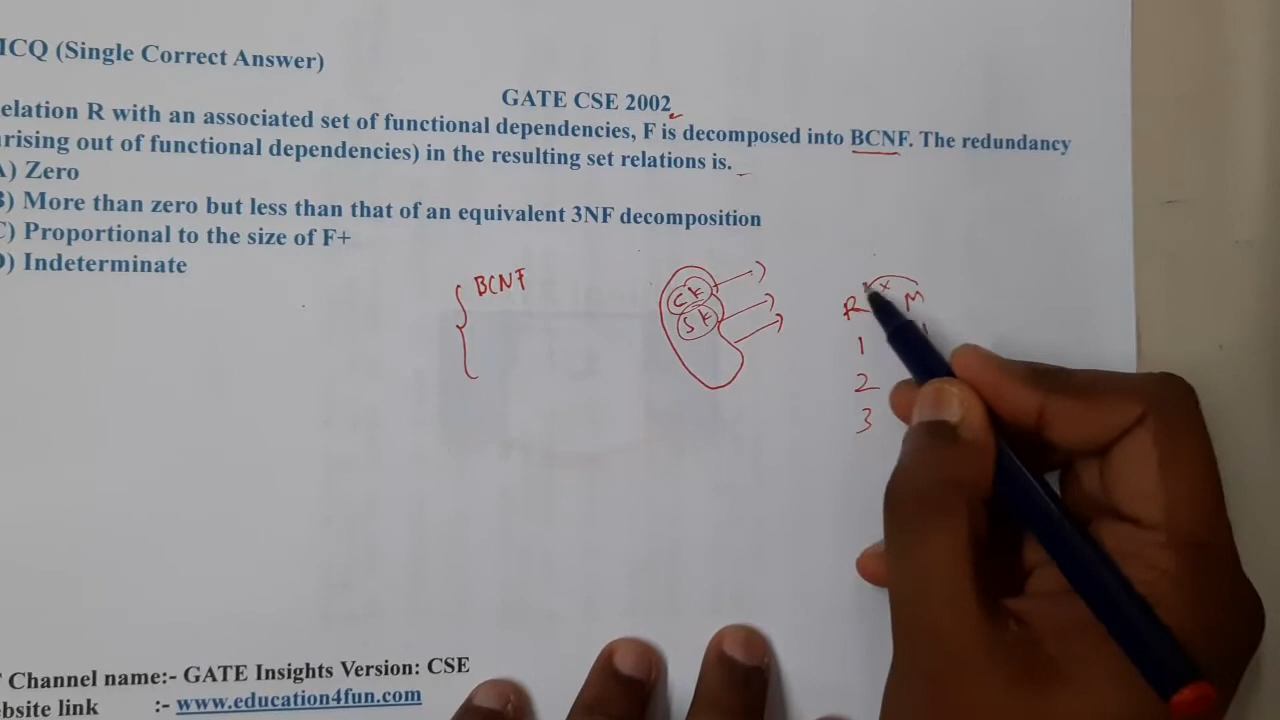 ICQ (Single Correct Answer)
GATE CSE 2002
elation R with an associated set of functional dependencies, F is decomposed into BCNF. The redundancy
rising out of functional dependencies) in the resulting set relations is.
A) Zero
B) More than zero but less than that of an equivalent 3NF decomposition
C) Proportional to the size of F+
D) Indeterminate
BCNF
CK
SK
R M
1
2
3
Channel name:- GATE Insights Version: CSE
bsite link :- www.education4fun.com